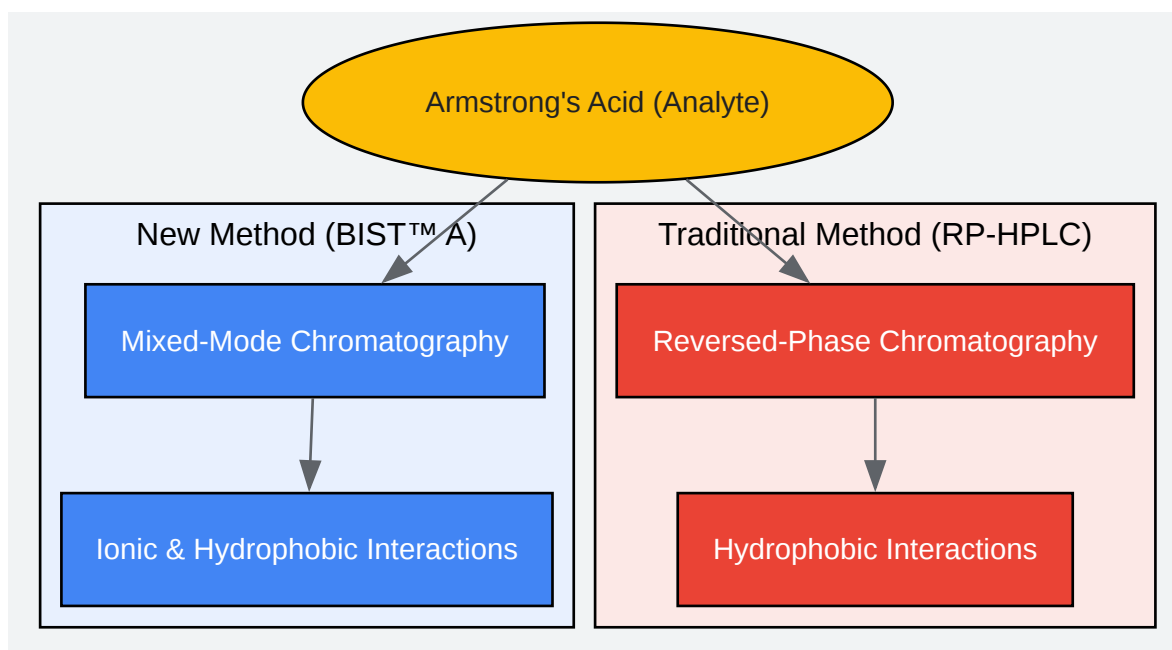 Armstrong's Acid (Analyte)
New Method (BIST™ A)
Mixed-Mode Chromatography
Ionic & Hydrophobic Interactions
Traditional Method (RP-HPLC)
Reversed-Phase Chromatography
Hydrophobic Interactions